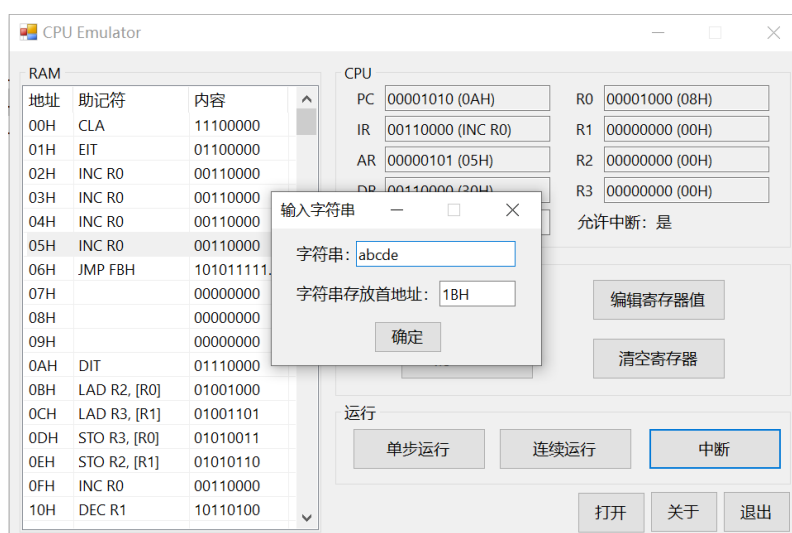 CPU Emulator
RAM
地址 助记符 内容
00H CLA 11100000
01H EIT 01100000
02H INC R0 00110000
03H INC R0 00110000
04H INC R0 00110000
05H INC R0 00110000
06H JMP FBH 101011111.
07H 00000000
08H 00000000
09H 00000000
0AH DIT 01110000
0BH LAD R2, [R0] 01001000
0CH LAD R3, [R1] 01001101
0DH STO R3, [R0] 01010011
0EH STO R2, [R1] 01010110
0FH INC R0 00110000
10H DEC R1 10110100
CPU
PC 00001010 (0AH) R0 00001000 (08H)
IR 00110000 (INC R0) R1 00000000 (00H)
AR 00000101 (05H) R2 00000000 (00H)
DR 00110000 (30H) R3 00000000 (00H)
允许中断：是
输入字符串
字符串： abcde
字符串存放首地址： 1BH
确定
编辑寄存器值
清空寄存器
运行
单步运行 连续运行 中断
打开 关于 退出